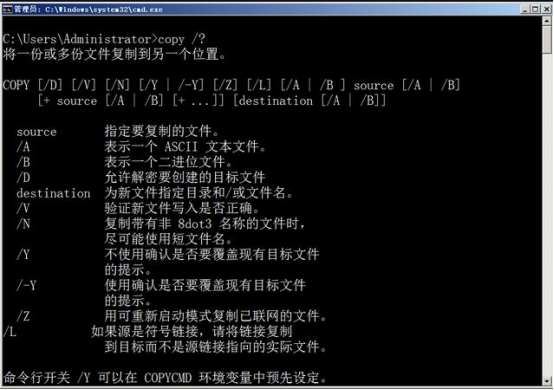 管理员: C:\Windows\system32\cmd.exe
C:\Users\Administrator>copy /?
将一份或多份文件复制到另一个位置。
COPY [/D] [/V] [/N] [/Y | /-Y] [/Z] [/L] [/A | /B ] source [/A | /B]
[+ source [/A | /B] [+ ...]] [destination [/A | /B]]
source 指定要复制的文件。
/A 表示一个 ASCII 文本文件。
/B 表示一个二进位文件。
/D 允许解密要创建的目标文件
destination 为新文件指定目录和/或文件名。
/V 验证新文件写入是否正确。
/N 复制带有非 8dot3 名称的文件时，
尽可能使用短文件名。
/Y 不使用确认是否要覆盖现有目标文件
的提示。
/-Y 使用确认是否要覆盖现有目标文件
的提示。
/Z 用可重新启动模式复制已联网的文件。
/L 如果源是符号链接，请将链接复制
到目标而不是源链接指向的实际文件。
命令行开关 /Y 可以在 COPYCMD 环境变量中预先设定。